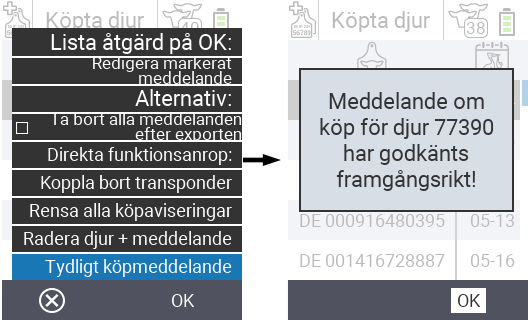 Köpta djur
Lista åtgärd på OK:
Redigera markerat
meddelande
Alternativ:
Ta bort alla meddelanden
efter exporten
Direkta funktionsanrop:
Koppla bort transponder
Rensa alla köpaviseringar
Radera djur + meddelande
Tydligt köpmeddelande
OK
Köpta djur
38
Meddelande om
köp för djur 77390
har godkänts
framgångsrikt!
DE 000916480395 05-13
DE 001416728887 05-16
OK